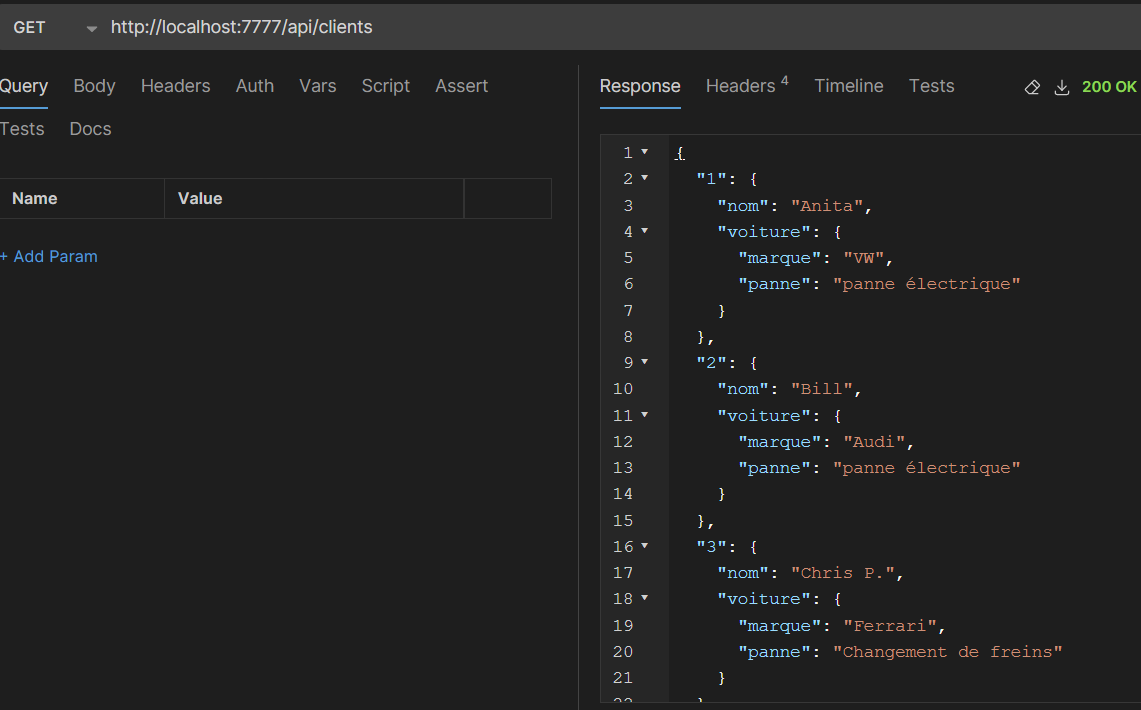 GET http://localhost:7777/api/clients
Query Body Headers Auth Vars Script Assert
Tests Docs
Name Value
+ Add Param
Response Headers 4 Timeline Tests 200 OK
1 {
2 "1": {
3 "nom": "Anita",
4 "voiture": {
5 "marque": "VW",
6 "panne": "panne électrique"
7 }
8 },
9 "2": {
10 "nom": "Bill",
11 "voiture": {
12 "marque": "Audi",
13 "panne": "panne électrique"
14 }
15 },
16 "3": {
17 "nom": "Chris P.",
18 "voiture": {
19 "marque": "Ferrari",
20 "panne": "Changement de freins"
21 }